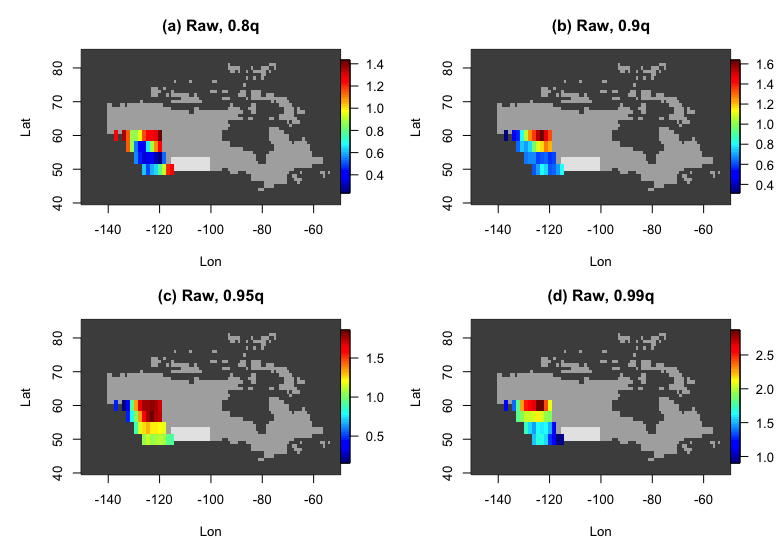 (a) Raw, 0.8q
Lat
40 50 60 70 80
-140 -120 -100 -80 -60
Lon
0.4 0.6 0.8 1.0 1.2 1.4
(b) Raw, 0.9q
Lat
40 50 60 70 80
-140 -120 -100 -80 -60
Lon
0.4 0.6 0.8 1.0 1.2 1.4 1.6
(c) Raw, 0.95q
Lat
40 50 60 70 80
-140 -120 -100 -80 -60
Lon
0.5 1.0 1.5
(d) Raw, 0.99q
Lat
40 50 60 70 80
-140 -120 -100 -80 -60
Lon
1.0 1.5 2.0 2.5